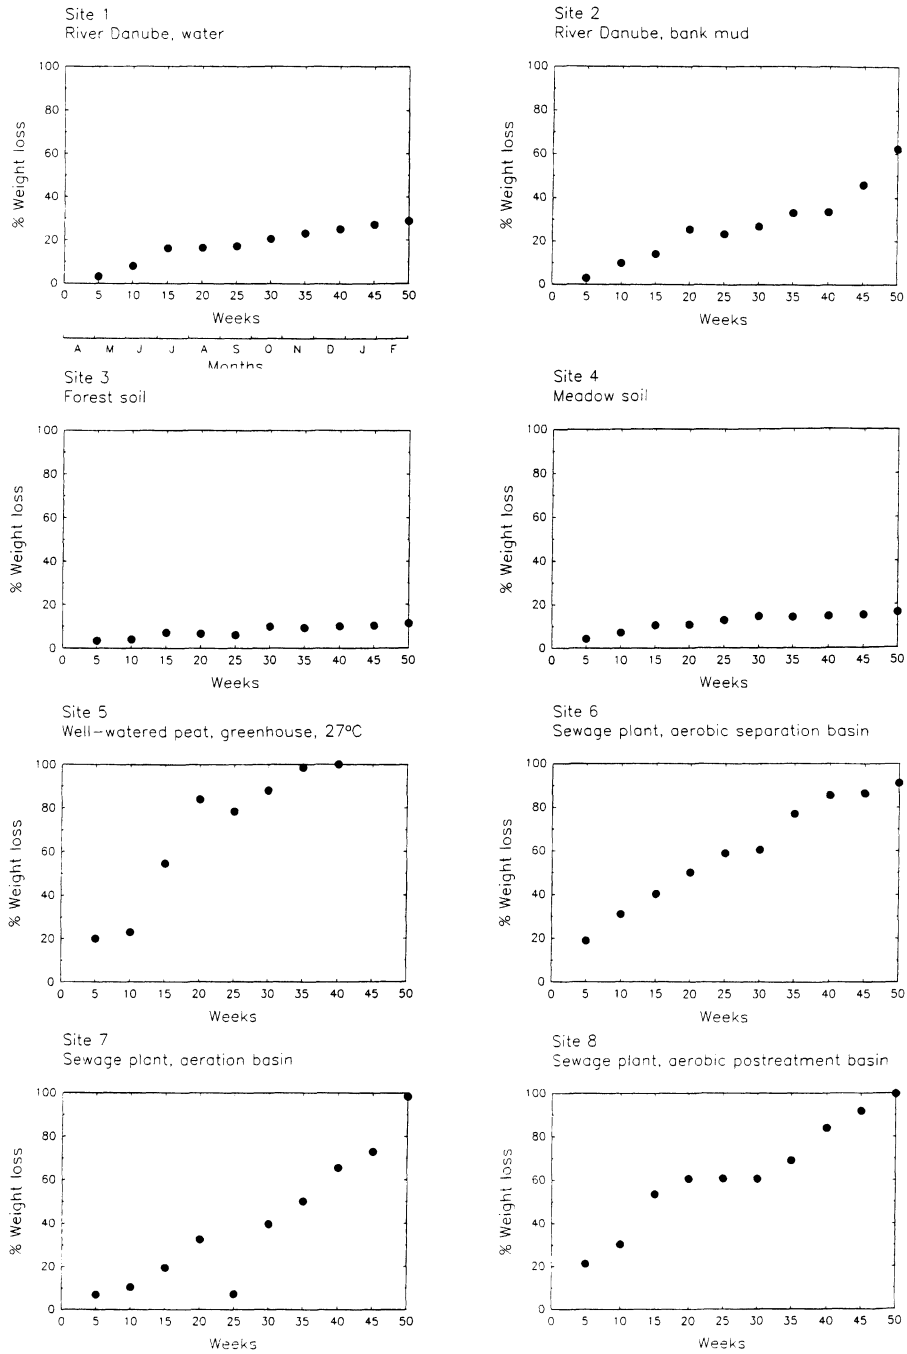 Site 1
River Danube, water
100
80
60
40
20
0
% Weight loss
0 5 10 15 20 25 30 35 40 45 50
Weeks
A M J J A S O N D J F
Months
Site 2
River Danube, bank mud
100
80
60
40
20
0
% Weight loss
0 5 10 15 20 25 30 35 40 45 50
Weeks
Site 3
Forest soil
100
80
60
40
20
0
% Weight loss
0 5 10 15 20 25 30 35 40 45 50
Weeks
Site 4
Meadow soil
100
80
60
40
20
0
% Weight loss
0 5 10 15 20 25 30 35 40 45 50
Weeks
Site 5
Well-watered peat, greenhouse, 27ºC
100
80
60
40
20
0
% Weight loss
0 5 10 15 20 25 30 35 40 45 50
Weeks
Site 6
Sewage plant, aerobic separation basin
100
80
60
40
20
0
% Weight loss
0 5 10 15 20 25 30 35 40 45 50
Weeks
Site 7
Sewage plant, aeration basin
100
80
60
40
20
0
% Weight loss
0 5 10 15 20 25 30 35 40 45 50
Weeks
Site 8
Sewage plant, aerobic postreatment basin
100
80
60
40
20
0
% Weight loss
0 5 10 15 20 25 30 35 40 45 50
Weeks